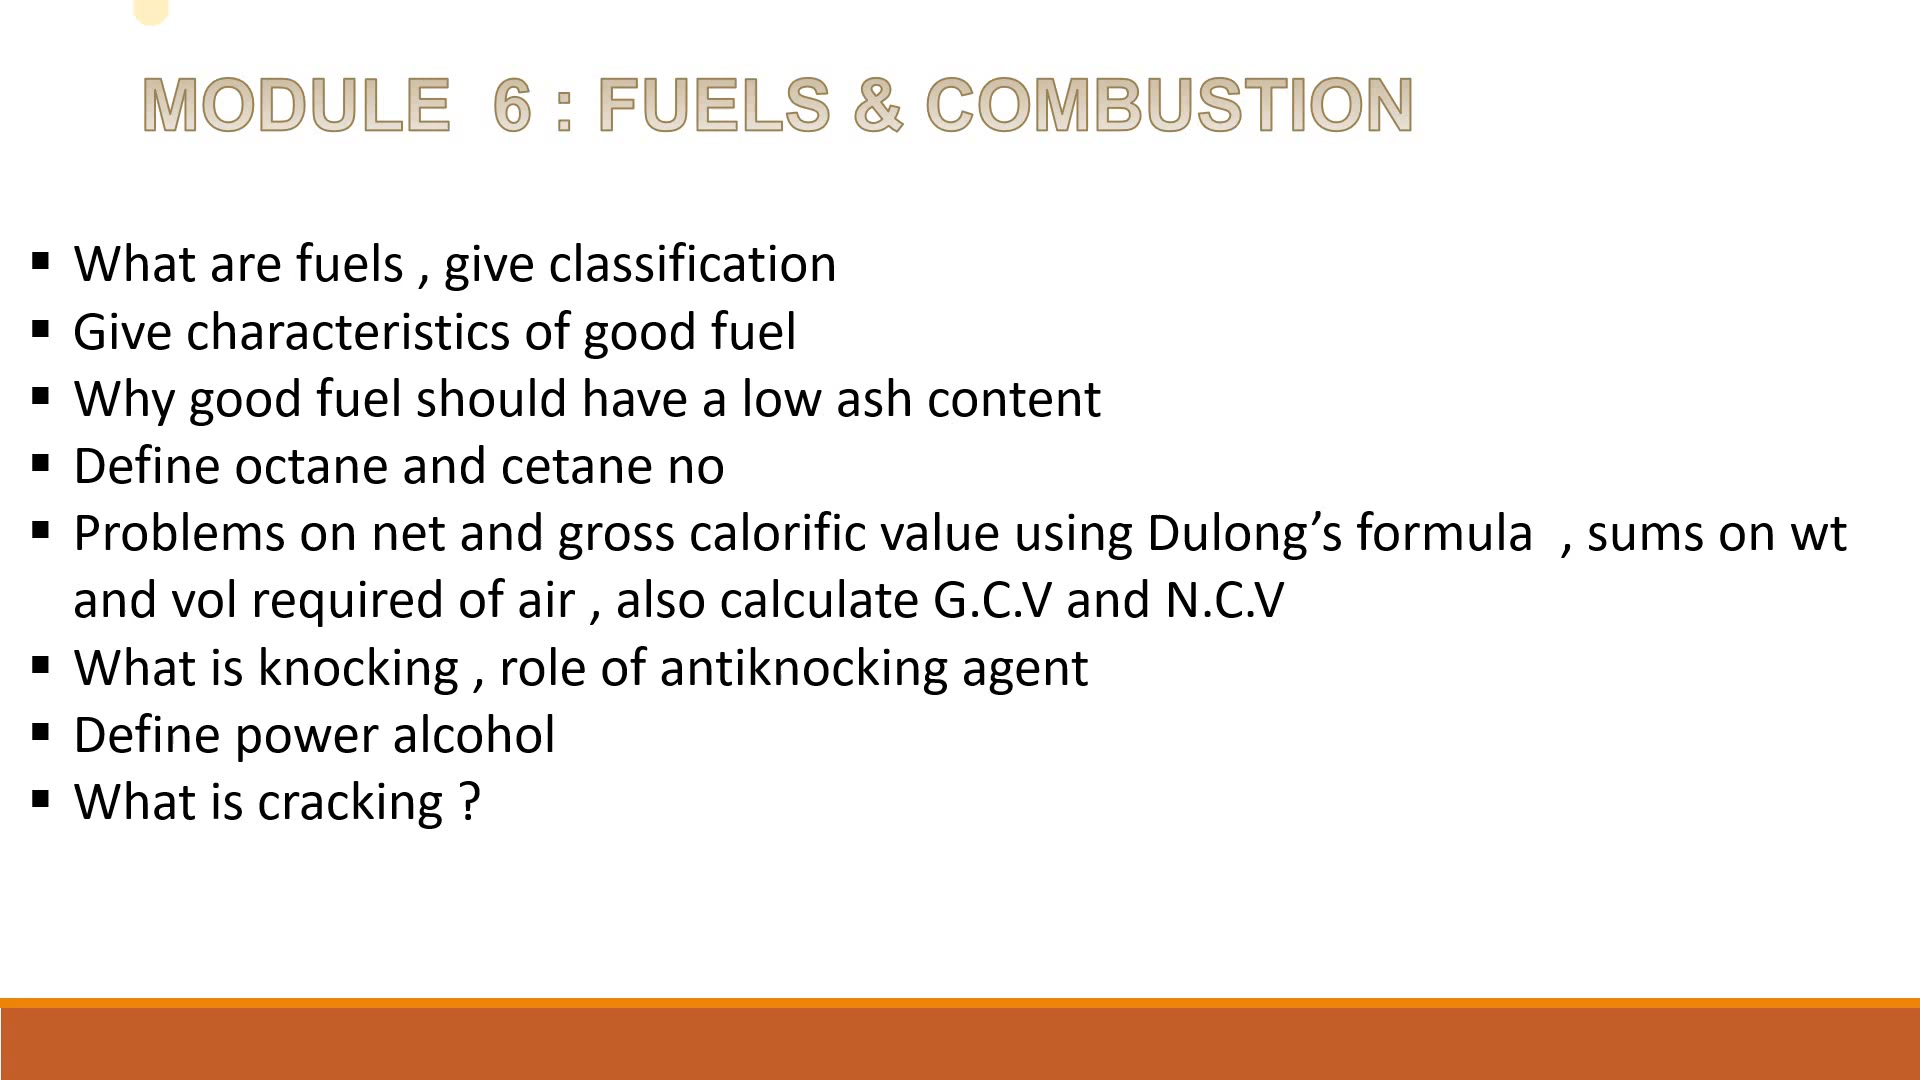 MODULE 6 : FUELS & COMBUSTION
▪ What are fuels , give classification
▪ Give characteristics of good fuel
▪ Why good fuel should have a low ash content
▪ Define octane and cetane no
▪ Problems on net and gross calorific value using Dulong’s formula , sums on wt
and vol required of air , also calculate G.C.V and N.C.V
▪ What is knocking , role of antiknocking agent
▪ Define power alcohol
▪ What is cracking ?